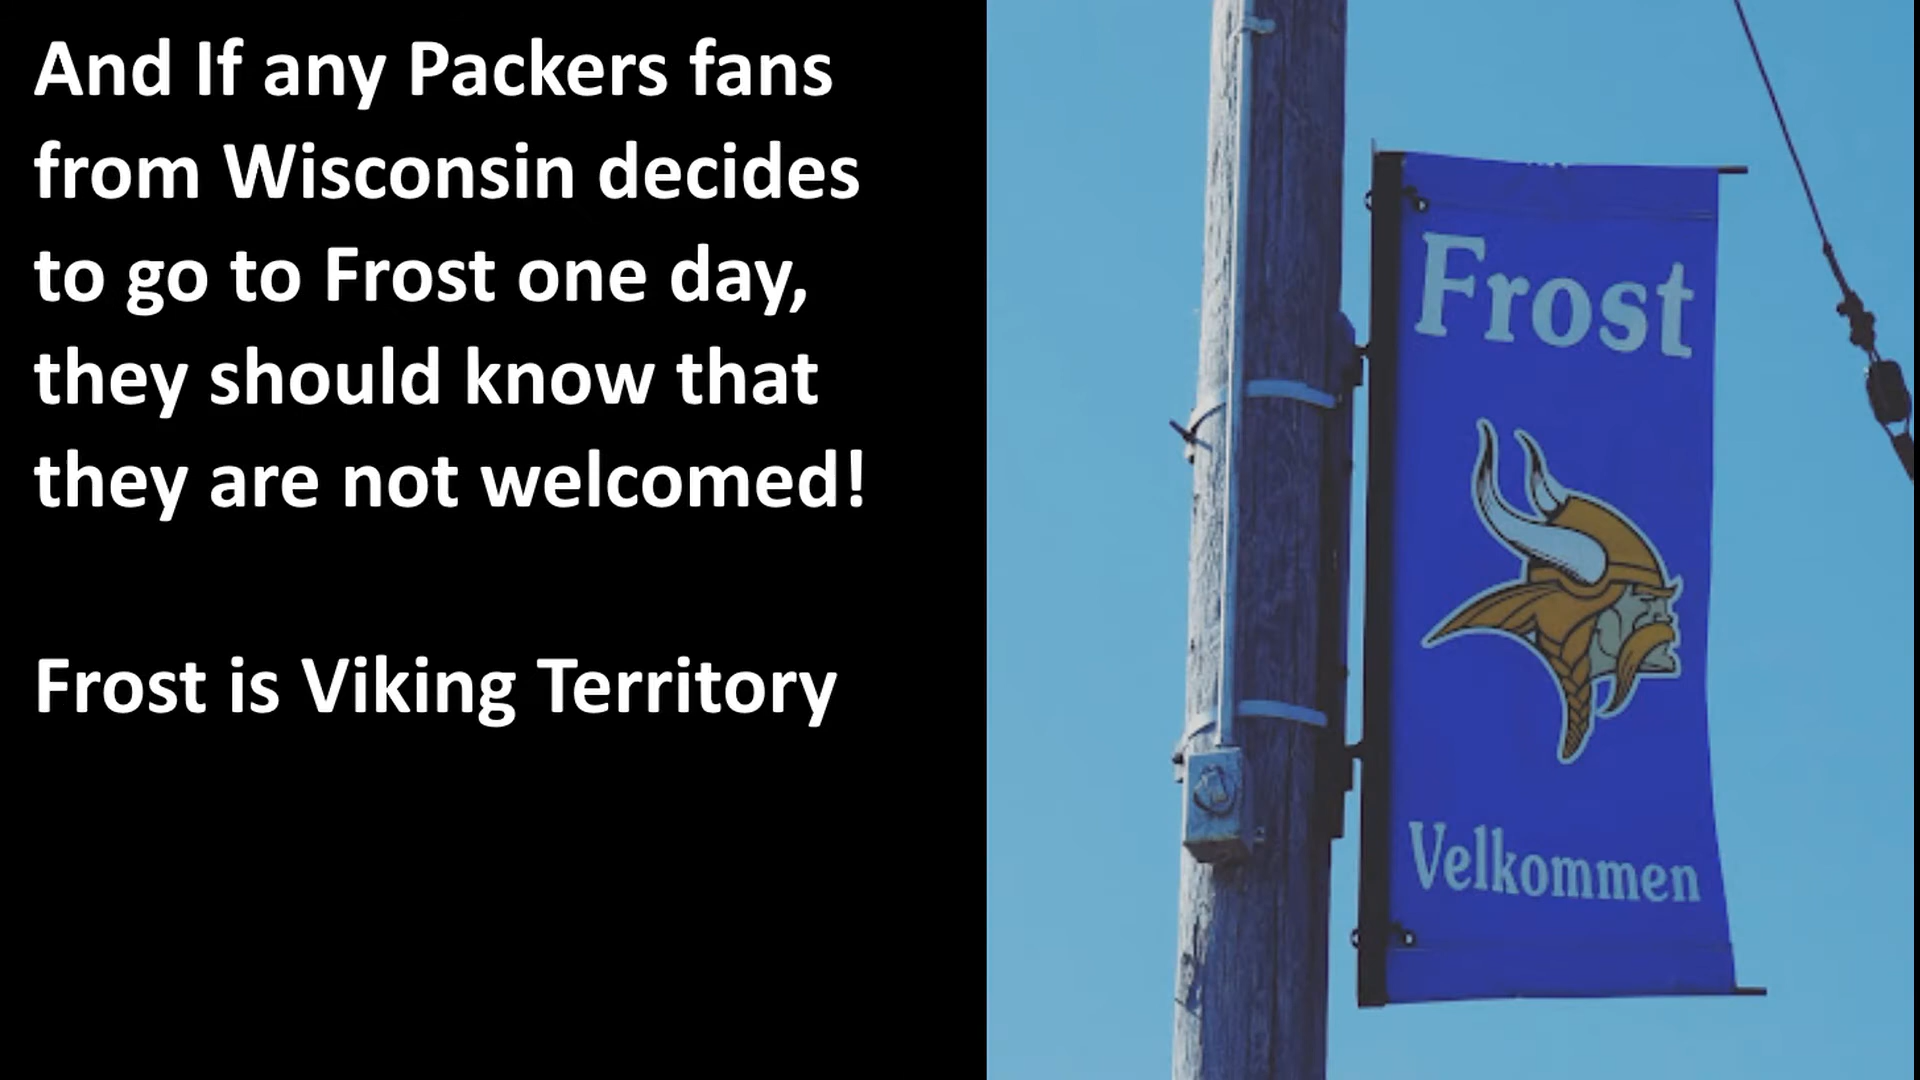 And If any Packers fans
from Wisconsin decides
to go to Frost one day,
they should know that
they are not welcomed!
Frost is Viking Territory
Frost
Velkommen